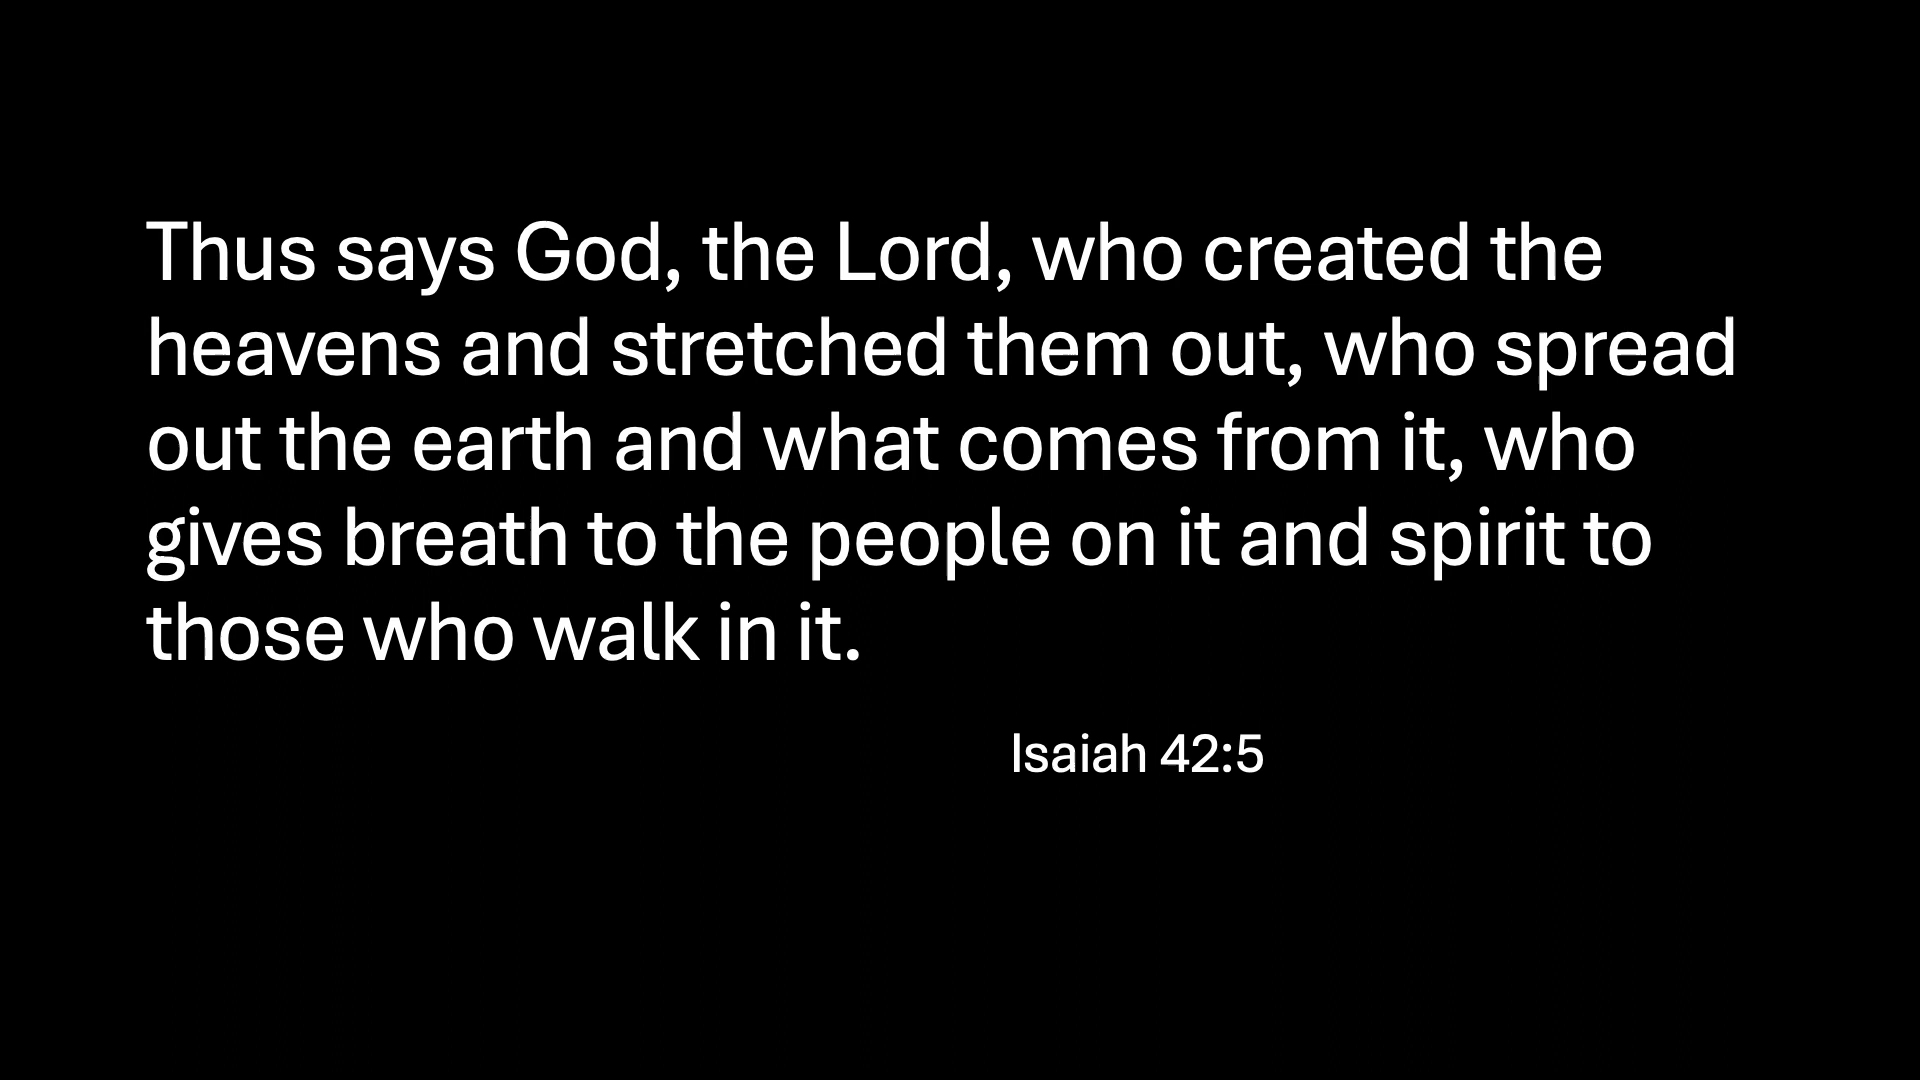 Thus says God, the Lord, who created the
heavens and stretched them out, who spread
out the earth and what comes from it, who
gives breath to the people on it and spirit to
those who walk in it.
Isaiah 42:5